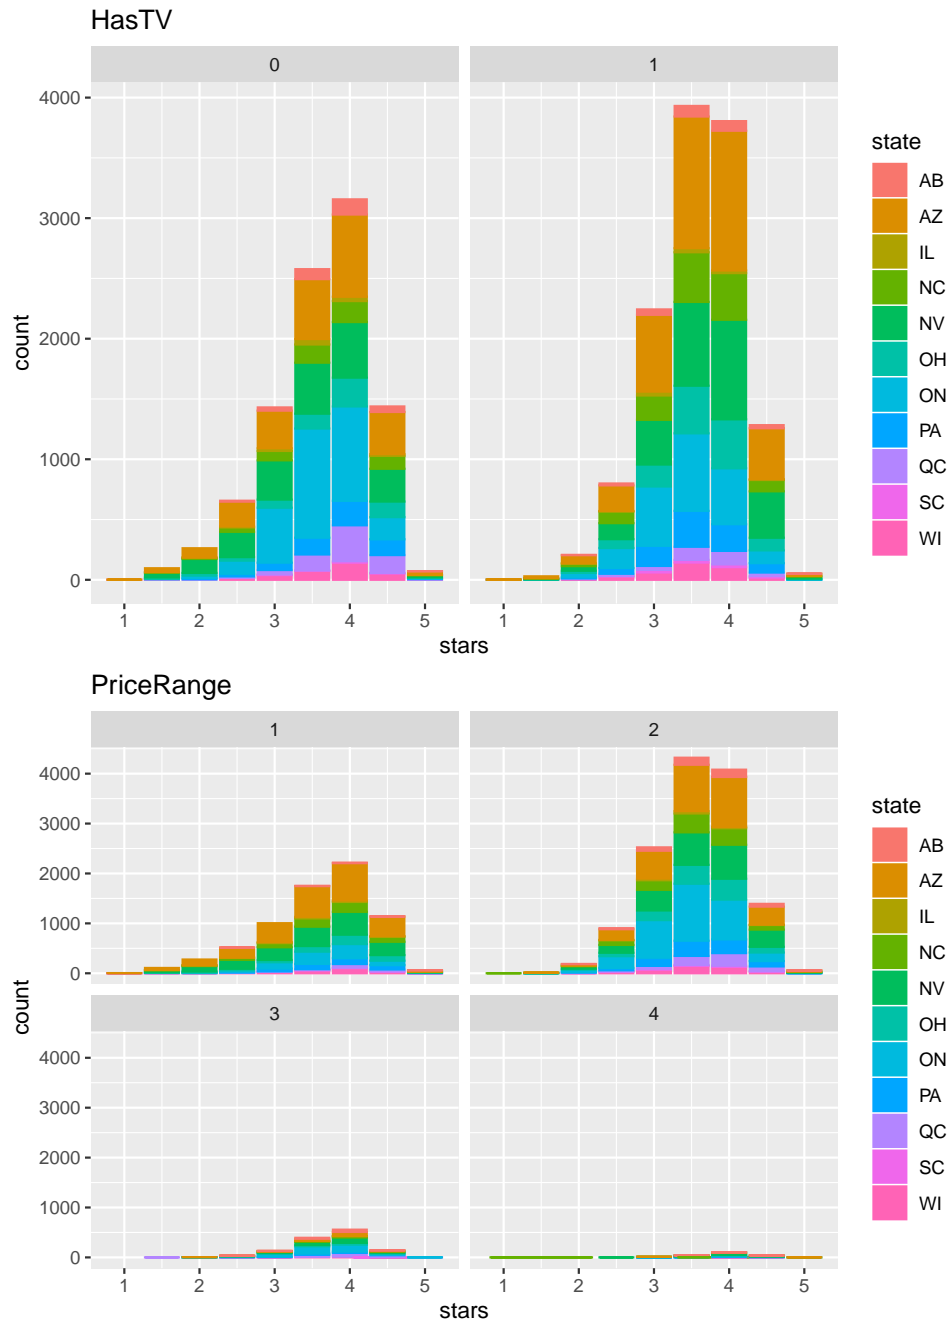 HasTV
0
1
4000
3000
2000
1000
0
count
1 2 3 4 5
1 2 3 4 5
stars
state
AB
AZ
IL
NC
NV
OH
ON
PA
QC
SC
WI
PriceRange
1
2
4000
3000
2000
1000
0
3
4
4000
3000
2000
1000
0
count
1 2 3 4 5
1 2 3 4 5
stars
state
AB
AZ
IL
NC
NV
OH
ON
PA
QC
SC
WI